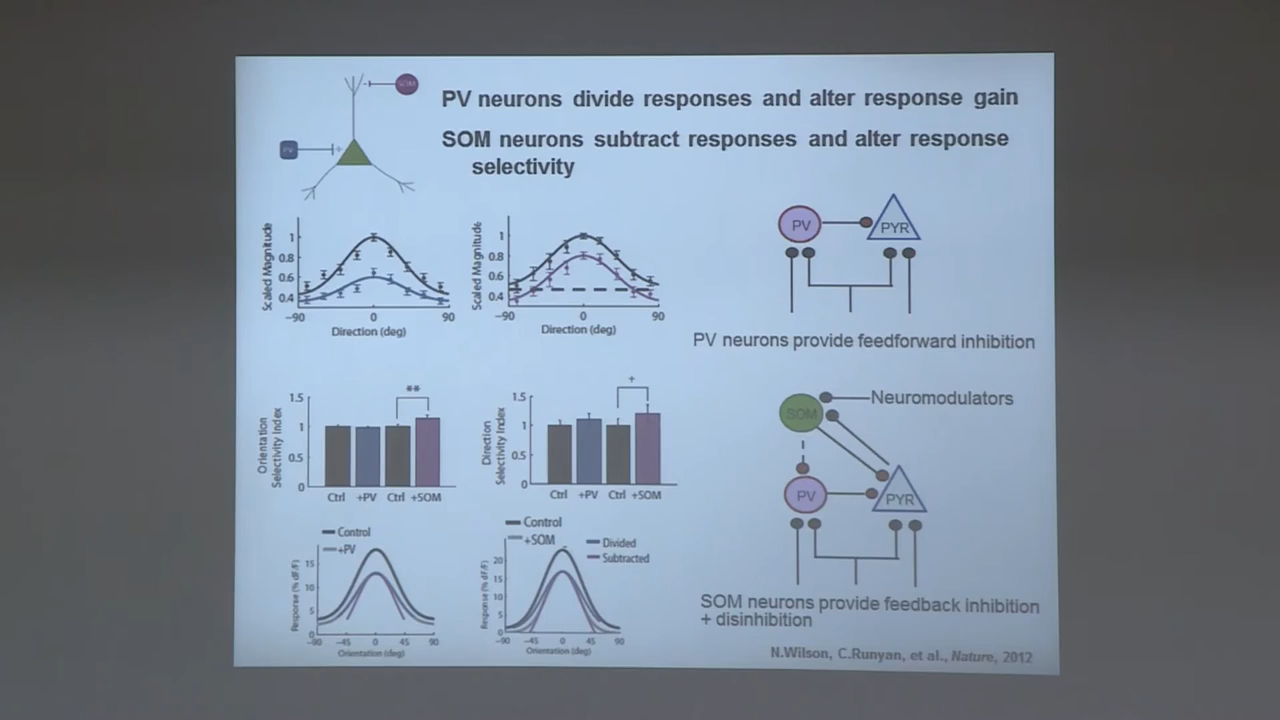 SOM
PV neurons divide responses and alter response gain
SOM neurons subtract responses and alter response
selectivity
PV
Scaled Magnitude
1
0.8
0.6
0.4
-90
0
90
Direction (deg)
Scaled Magnitude
1
0.8
0.6
0.4
-90
0
90
Direction (deg)
PV
PYR
PV neurons provide feedforward inhibition
Orientation
Selectivity Index
1.5
1
0.5
0
**
Ctrl +PV Ctrl +SOM
Direction
Selectivity Index
1.5
1
0.5
0
+
Ctrl +PV Ctrl +SOM
Neuromodulators
SOM
PV
PYR
SOM neurons provide feedback inhibition
+ disinhibition
Control
+PV
Response (% dF/F)
15
10
5
0
-90 -45 0 45 90
Orientation (deg)
Control
+SOM
Divided
Subtracted
Response (% dF/F)
20
15
10
5
0
-90 -45 0 45 90
Orientation (deg)
N.Wilson, C.Runyan, et al., Nature, 2012